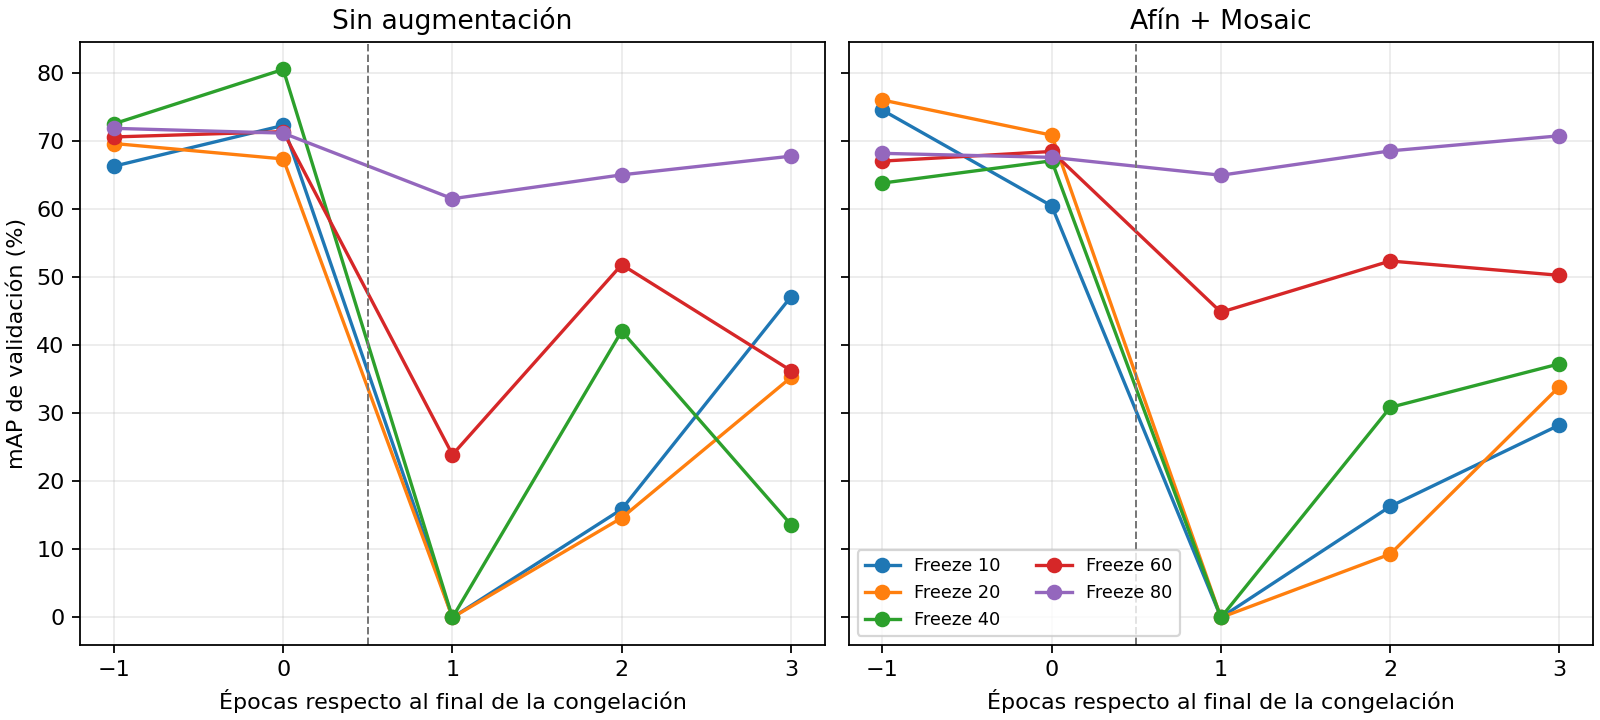 Sin augmentación
Afín + Mosaic
mAP de validación (%)
80
70
60
50
40
30
20
10
0
−1 0 1 2 3
−1 0 1 2 3
Épocas respecto al final de la congelación
Épocas respecto al final de la congelación
Freeze 10
Freeze 20
Freeze 40
Freeze 60
Freeze 80